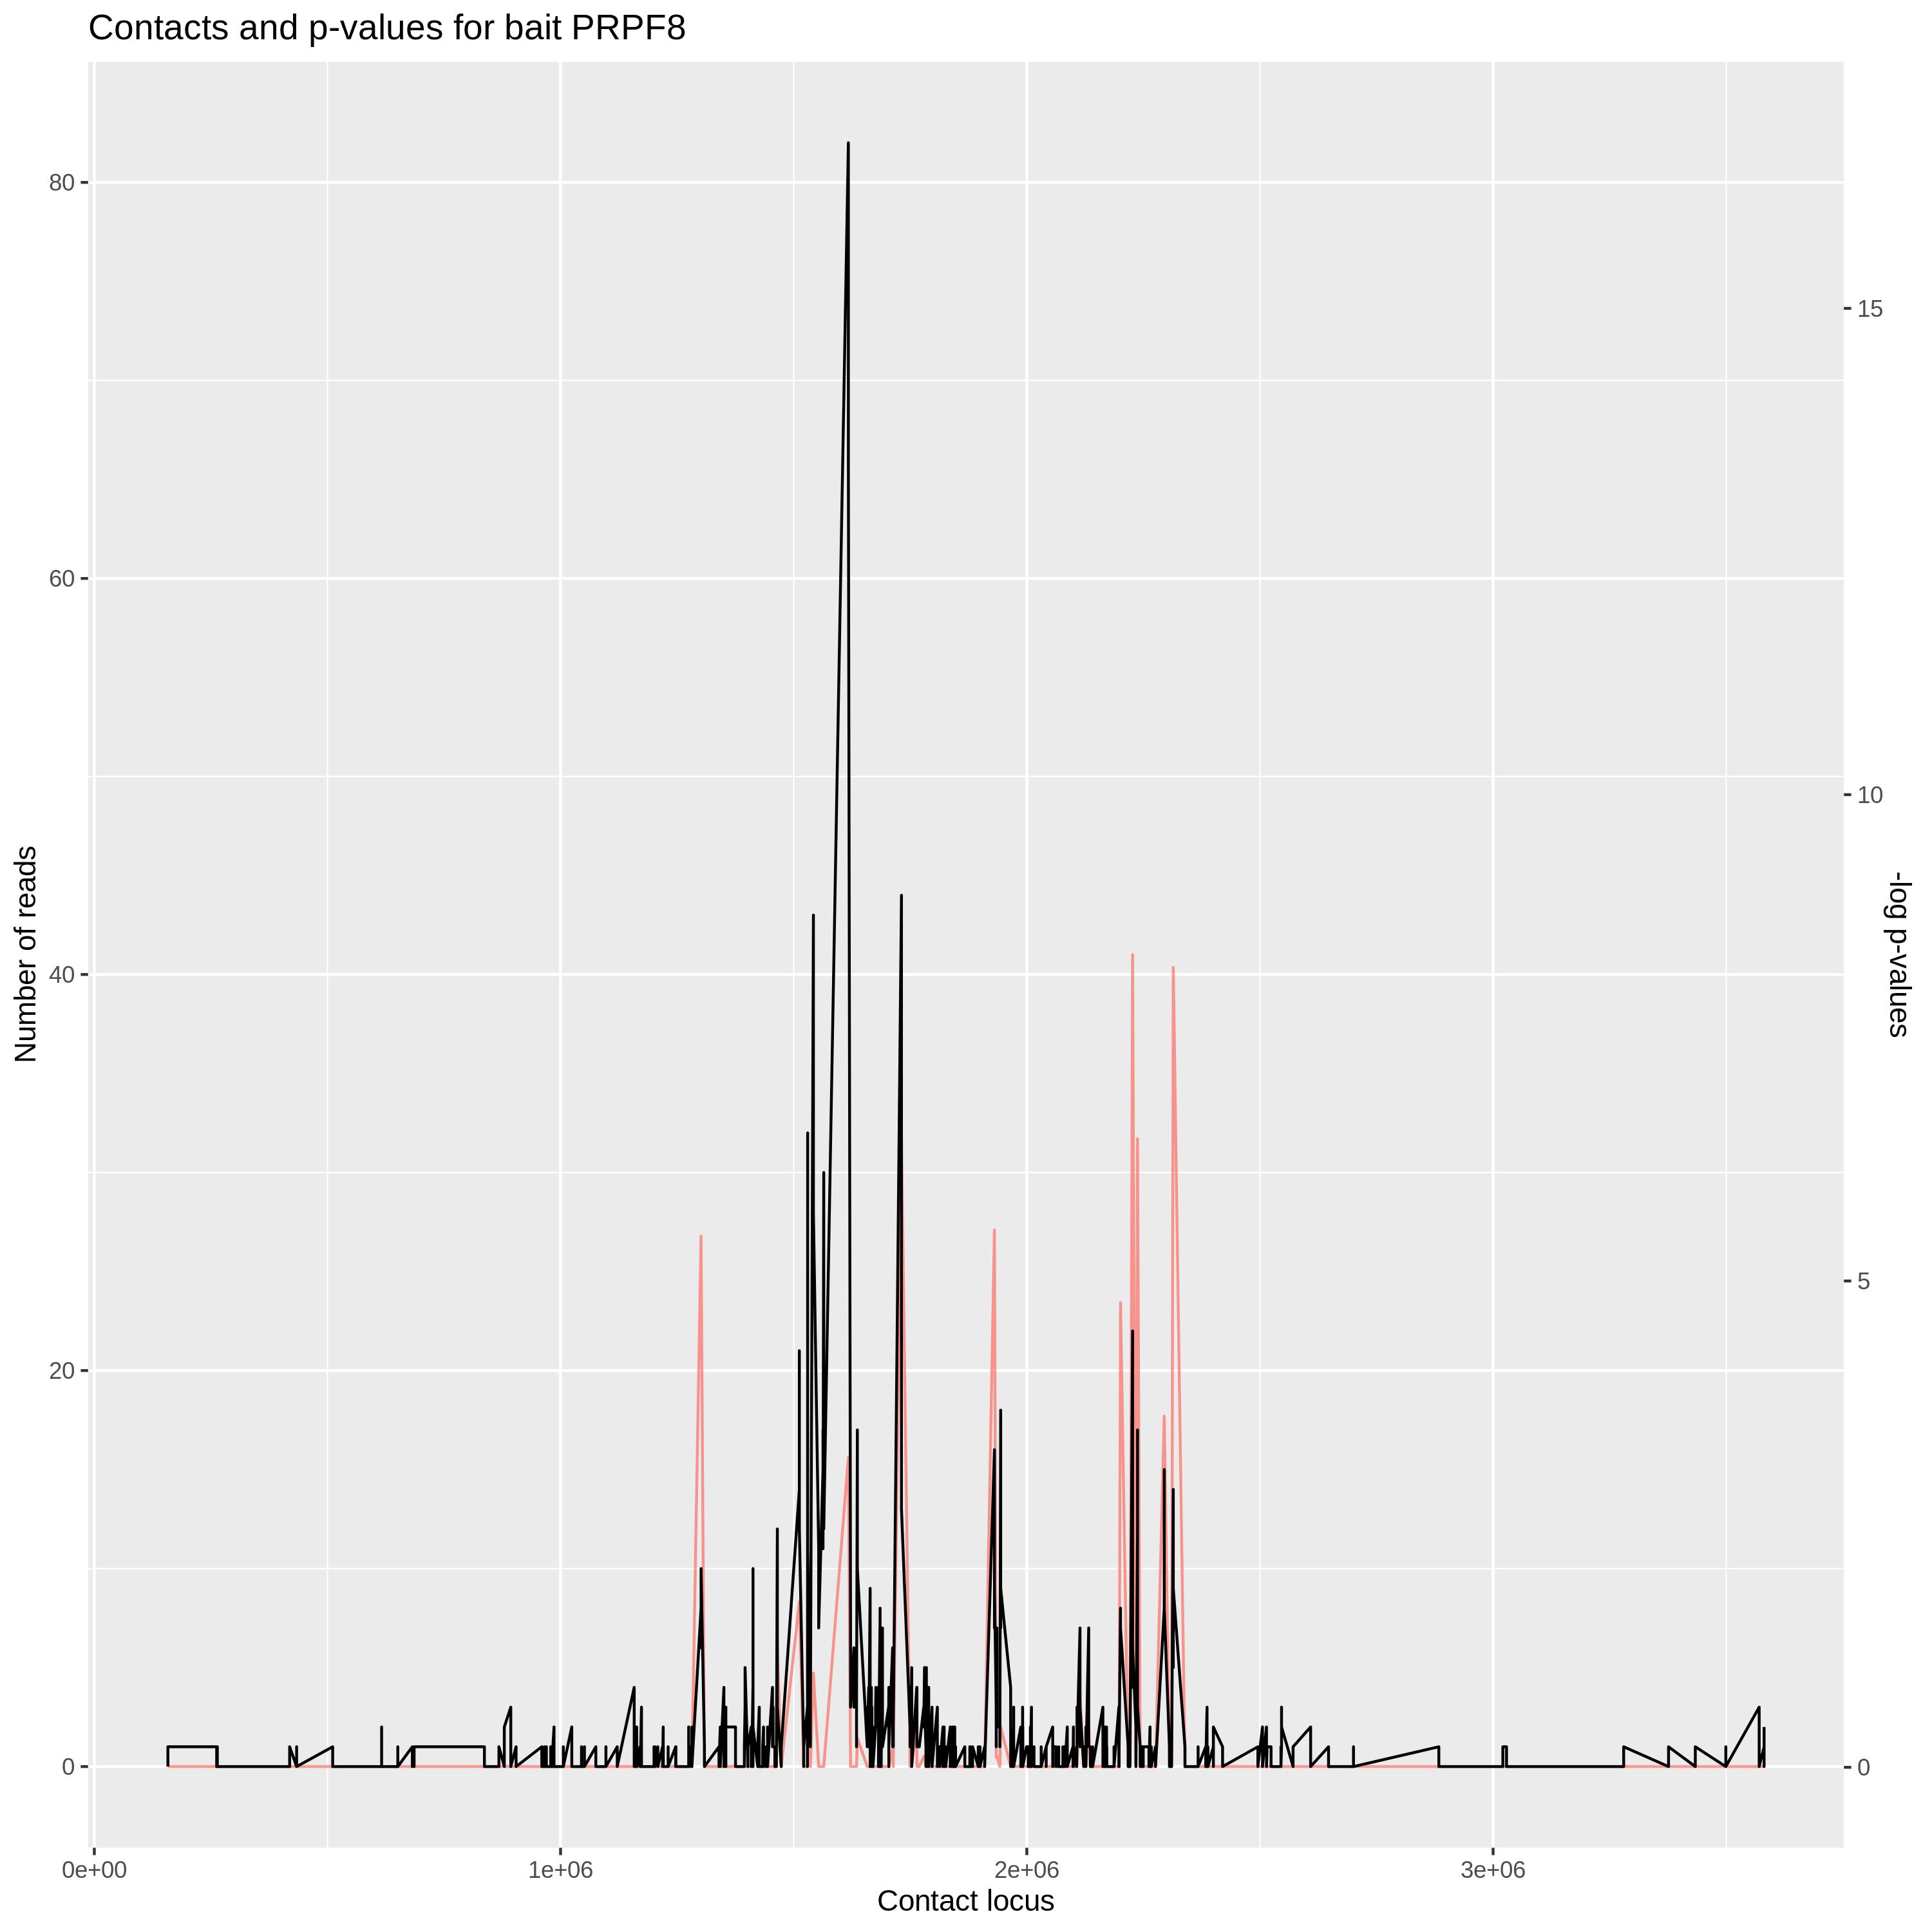 Contacts and p-values for bait PRPF8
80
60
40
20
0
15
10
5
0
Number of reads
-log p-values
0e+00 1e+06 2e+06 3e+06
Contact locus